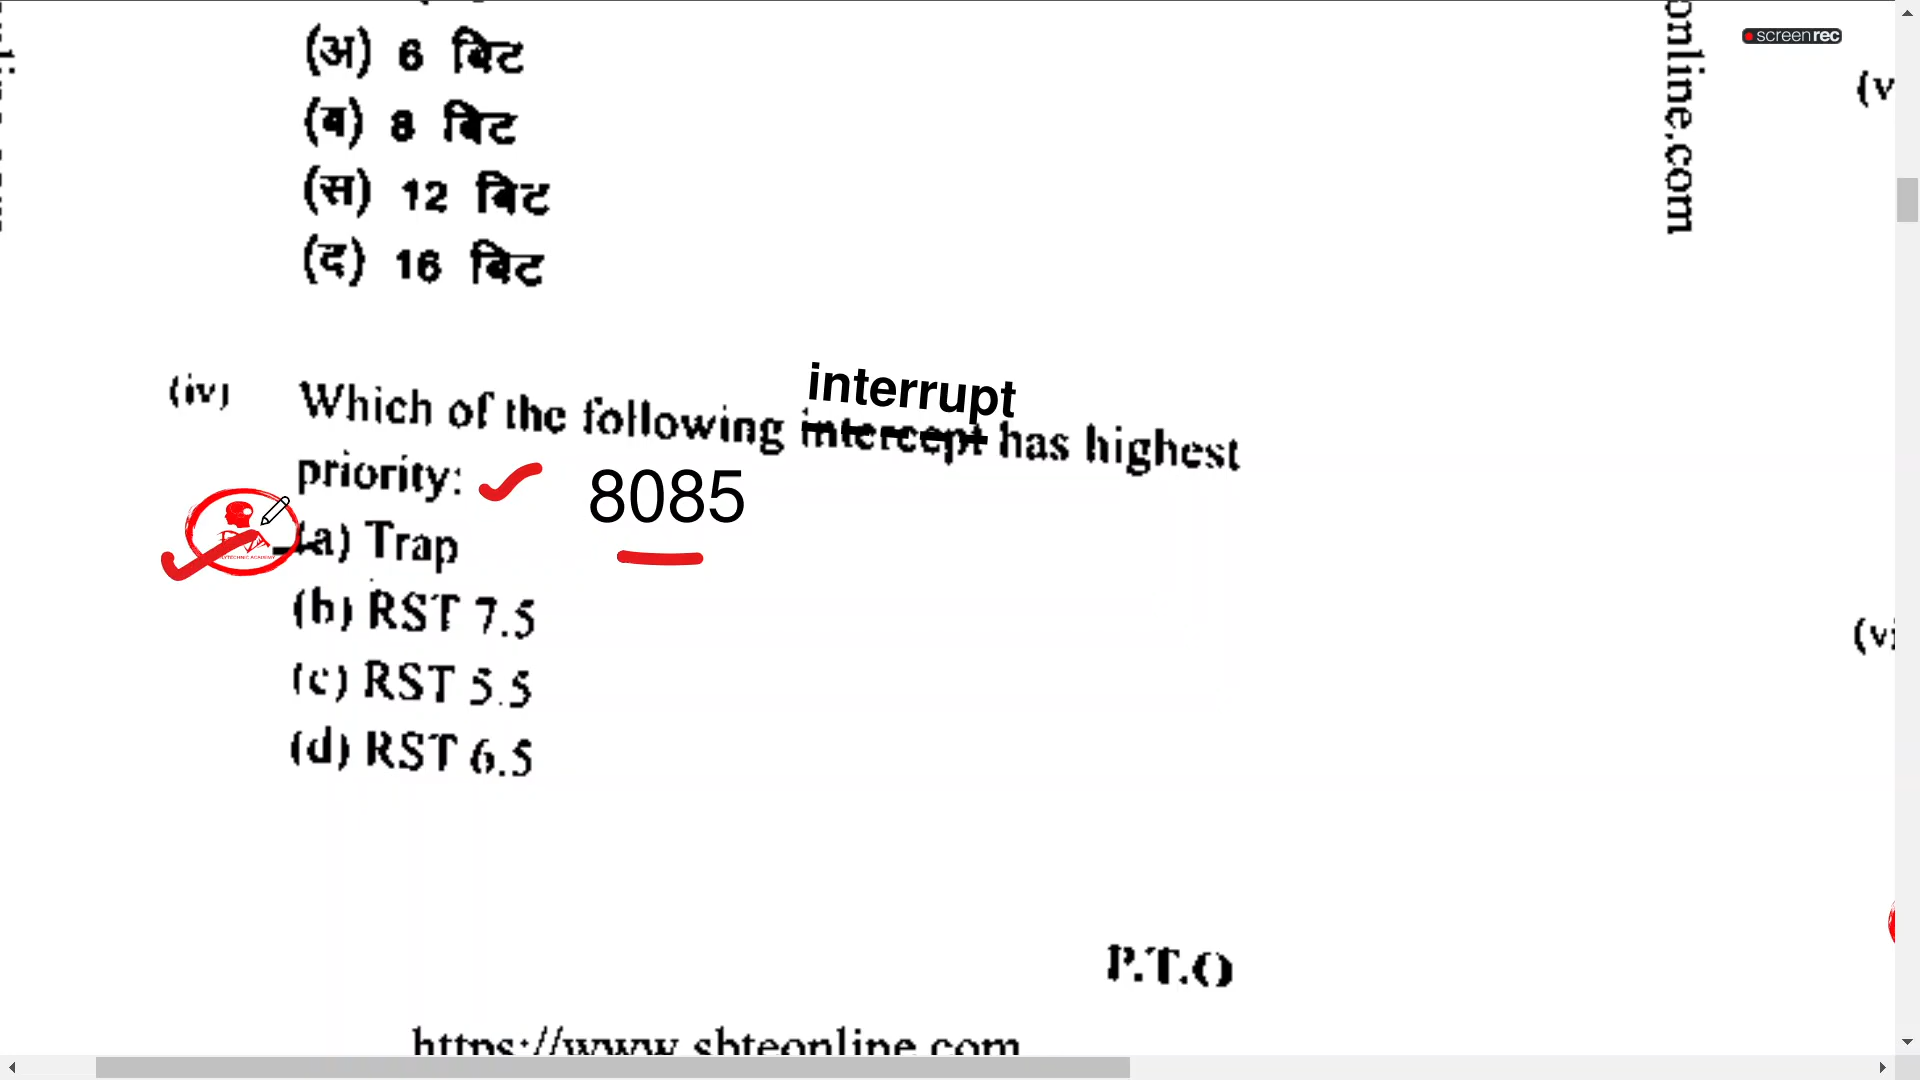 (अ) 6 बिट
(ब) 8 बिट
(स) 12 बिट
(द) 16 बिट
online.com
screenrec
(v
interrupt
(iv) Which of the following intercept has highest
priority:
8085
(a) Trap
(b) RST 7.5
(c) RST 5.5
(d) RST 6.5
(vi
P.T.O
https://www.sbteonline.com